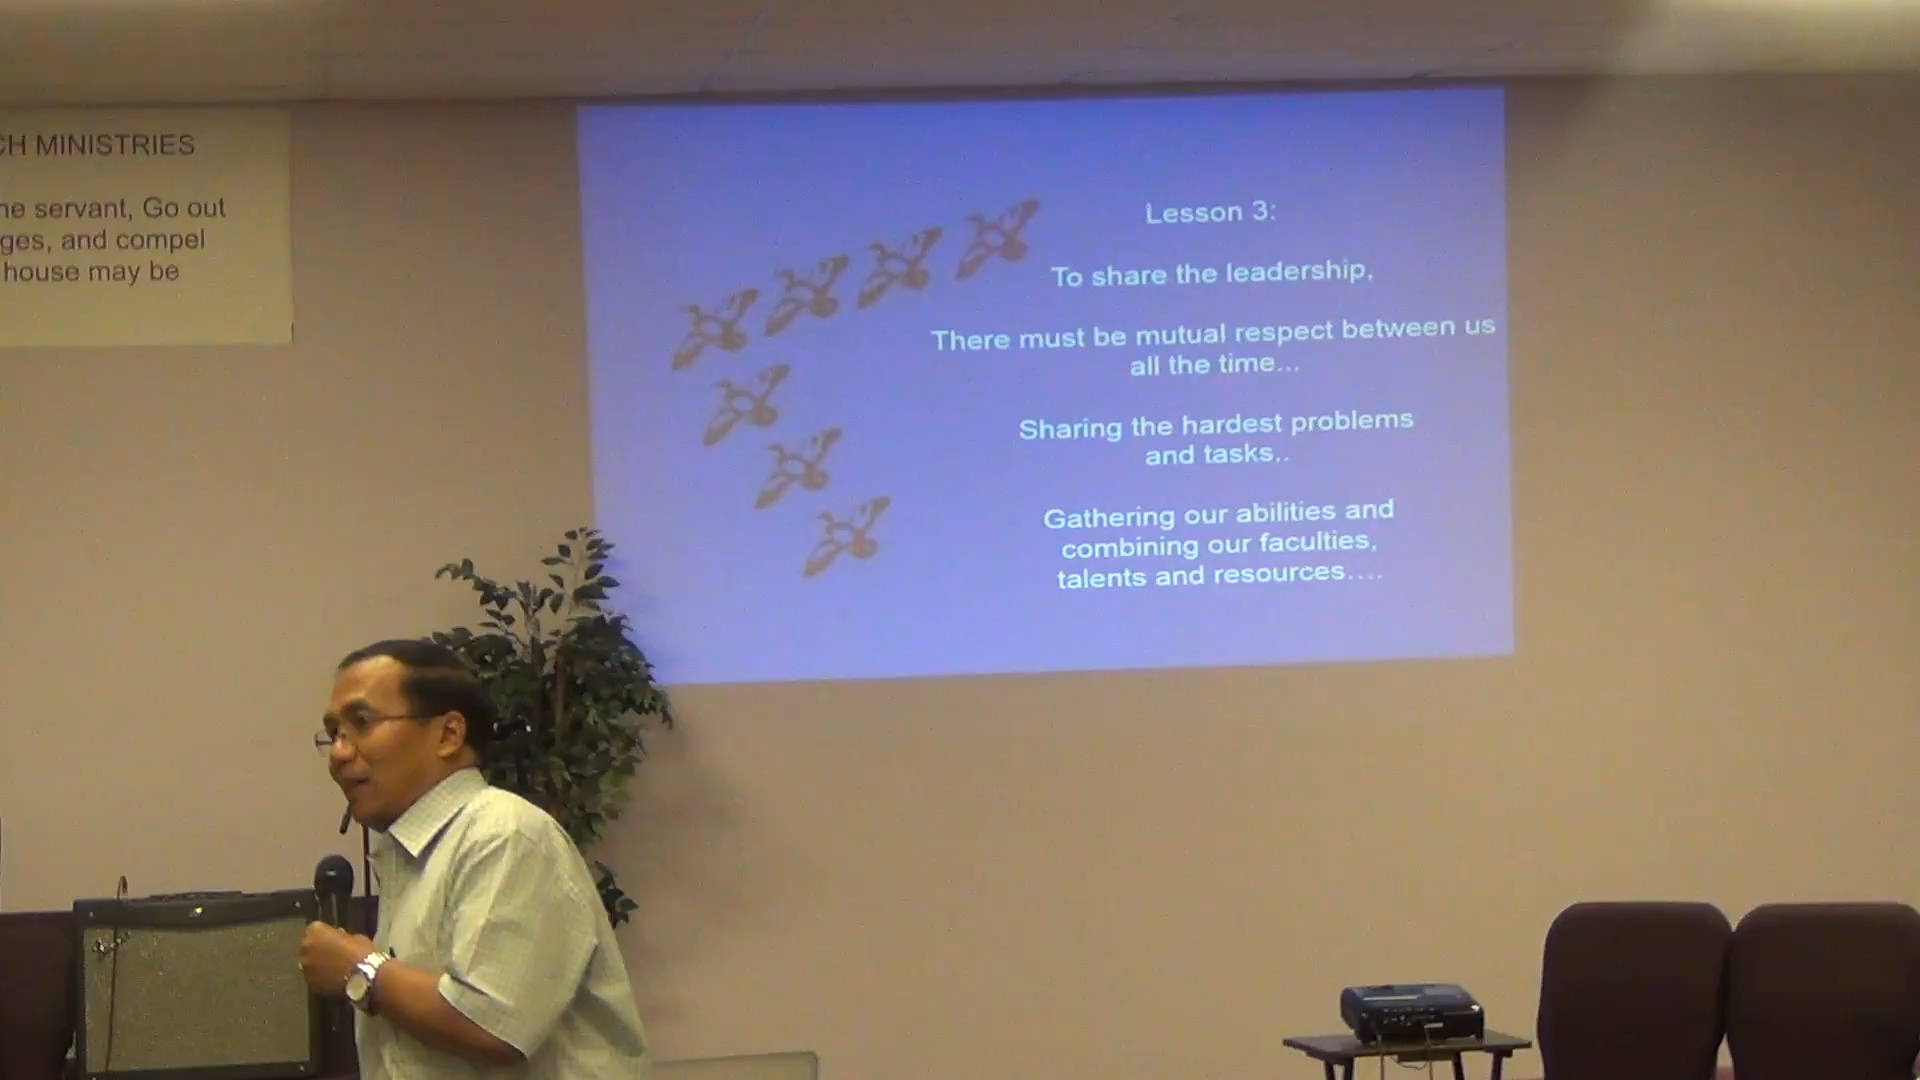 CH MINISTRIES
he servant, Go out
ges, and compel
house may be
Lesson 3:
To share the leadership,
There must be mutual respect between us
all the time...
Sharing the hardest problems
and tasks..
Gathering our abilities and
combining our faculties,
talents and resources....